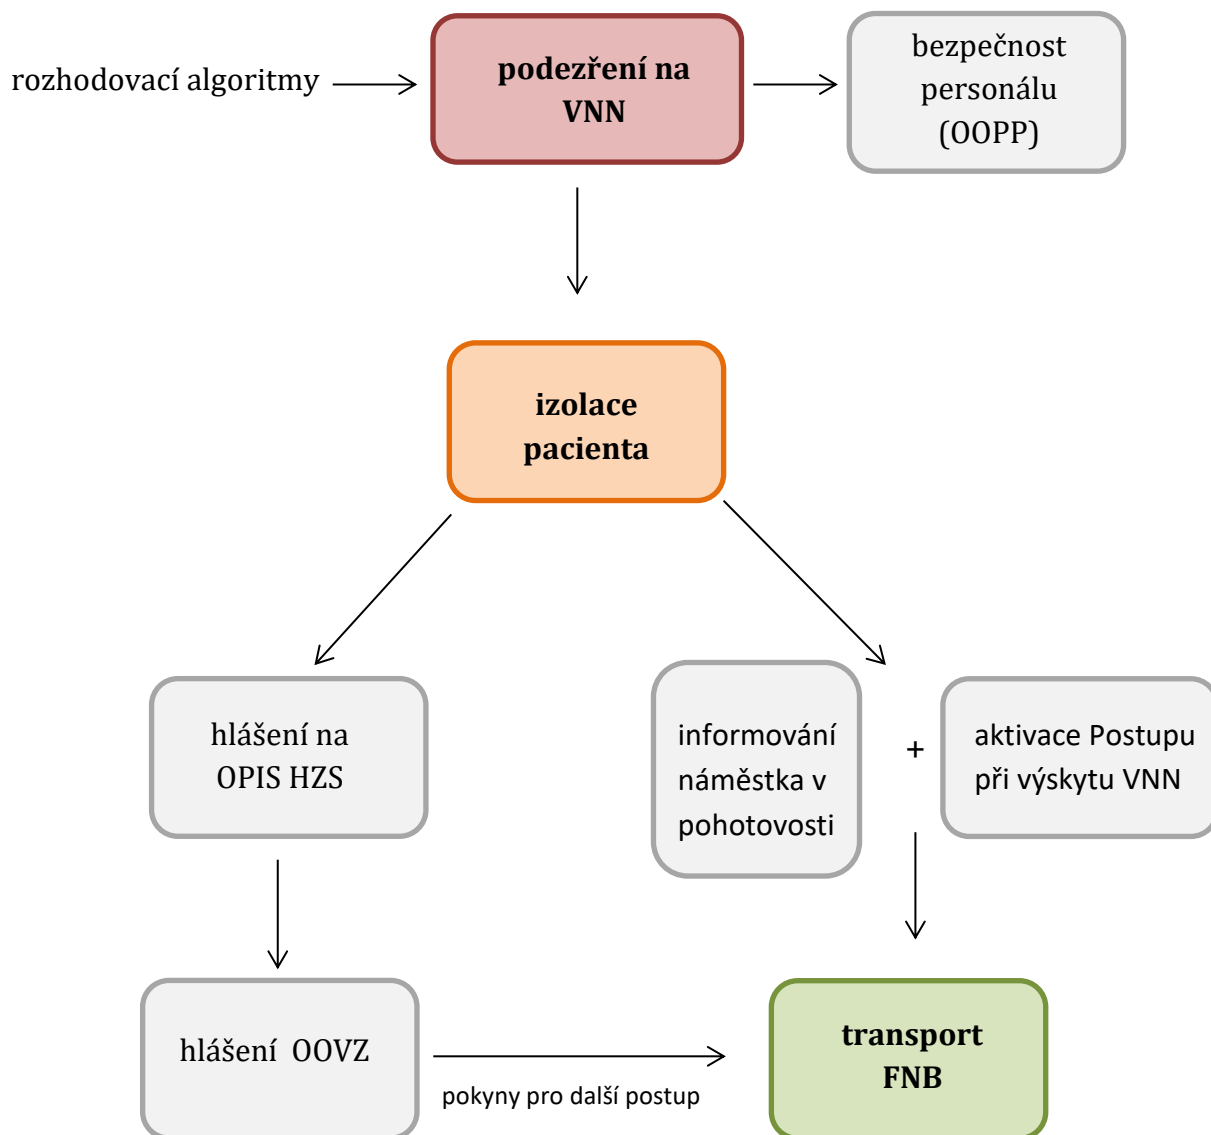 rozhodovací algoritmy
podezření na
VNN
bezpečnost
personálu
(OOPP)
izolace
pacienta
hlášení na
OPIS HZS
informování
náměstka v
pohotovosti
+
aktivace Postupu
při výskytu VNN
hlášení  OOVZ
pokyny pro další postup
transport
FNB